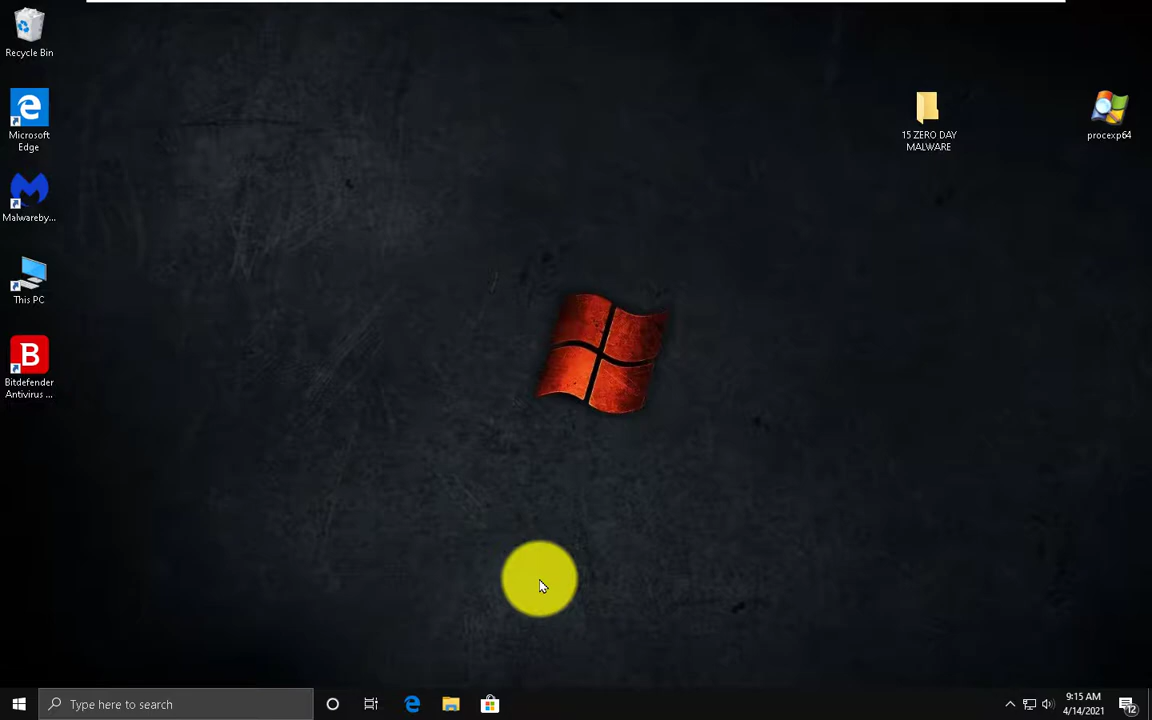 Recycle Bin
Microsoft
Edge
Malwareby...
This PC
B
Bitdefender
Antivirus ...
15 ZERO DAY
MALWARE
procexp64
Type here to search
9:15 AM
4/14/2021
12